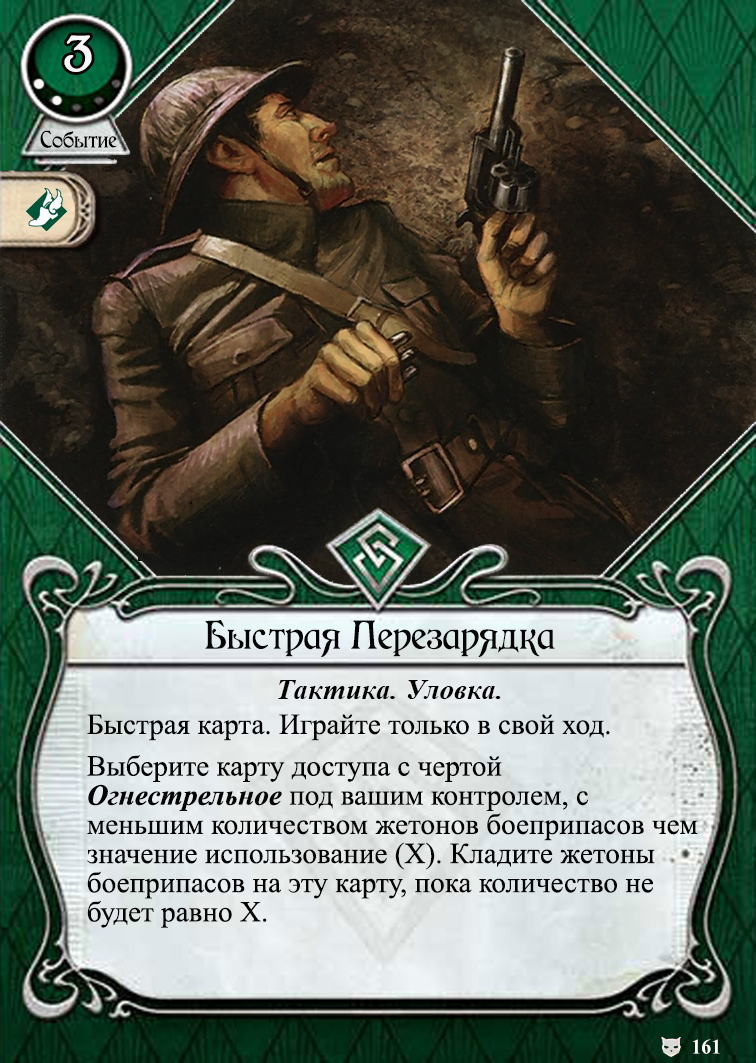 3
Событие
Быстрая Перезарядка
Тактика. Уловка.
Быстрая карта. Играйте только в свой ход.
Выберите карту доступа с чертой
Огнестрельное под вашим контролем, с
меньшим количеством жетонов боеприпасов чем
значение использование (X). Кладите жетоны
боеприпасов на эту карту, пока количество не
будет равно X.
161